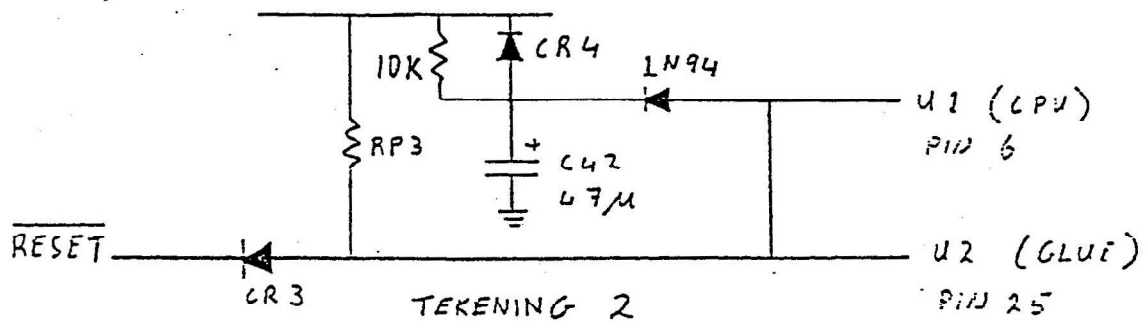 10K
CR4
1N94
U1 (CPU)
PIN 6
RP3
+
C42
47µ
RESET
CR3
U2 (GLUE)
PIN 25
TEKENING 2